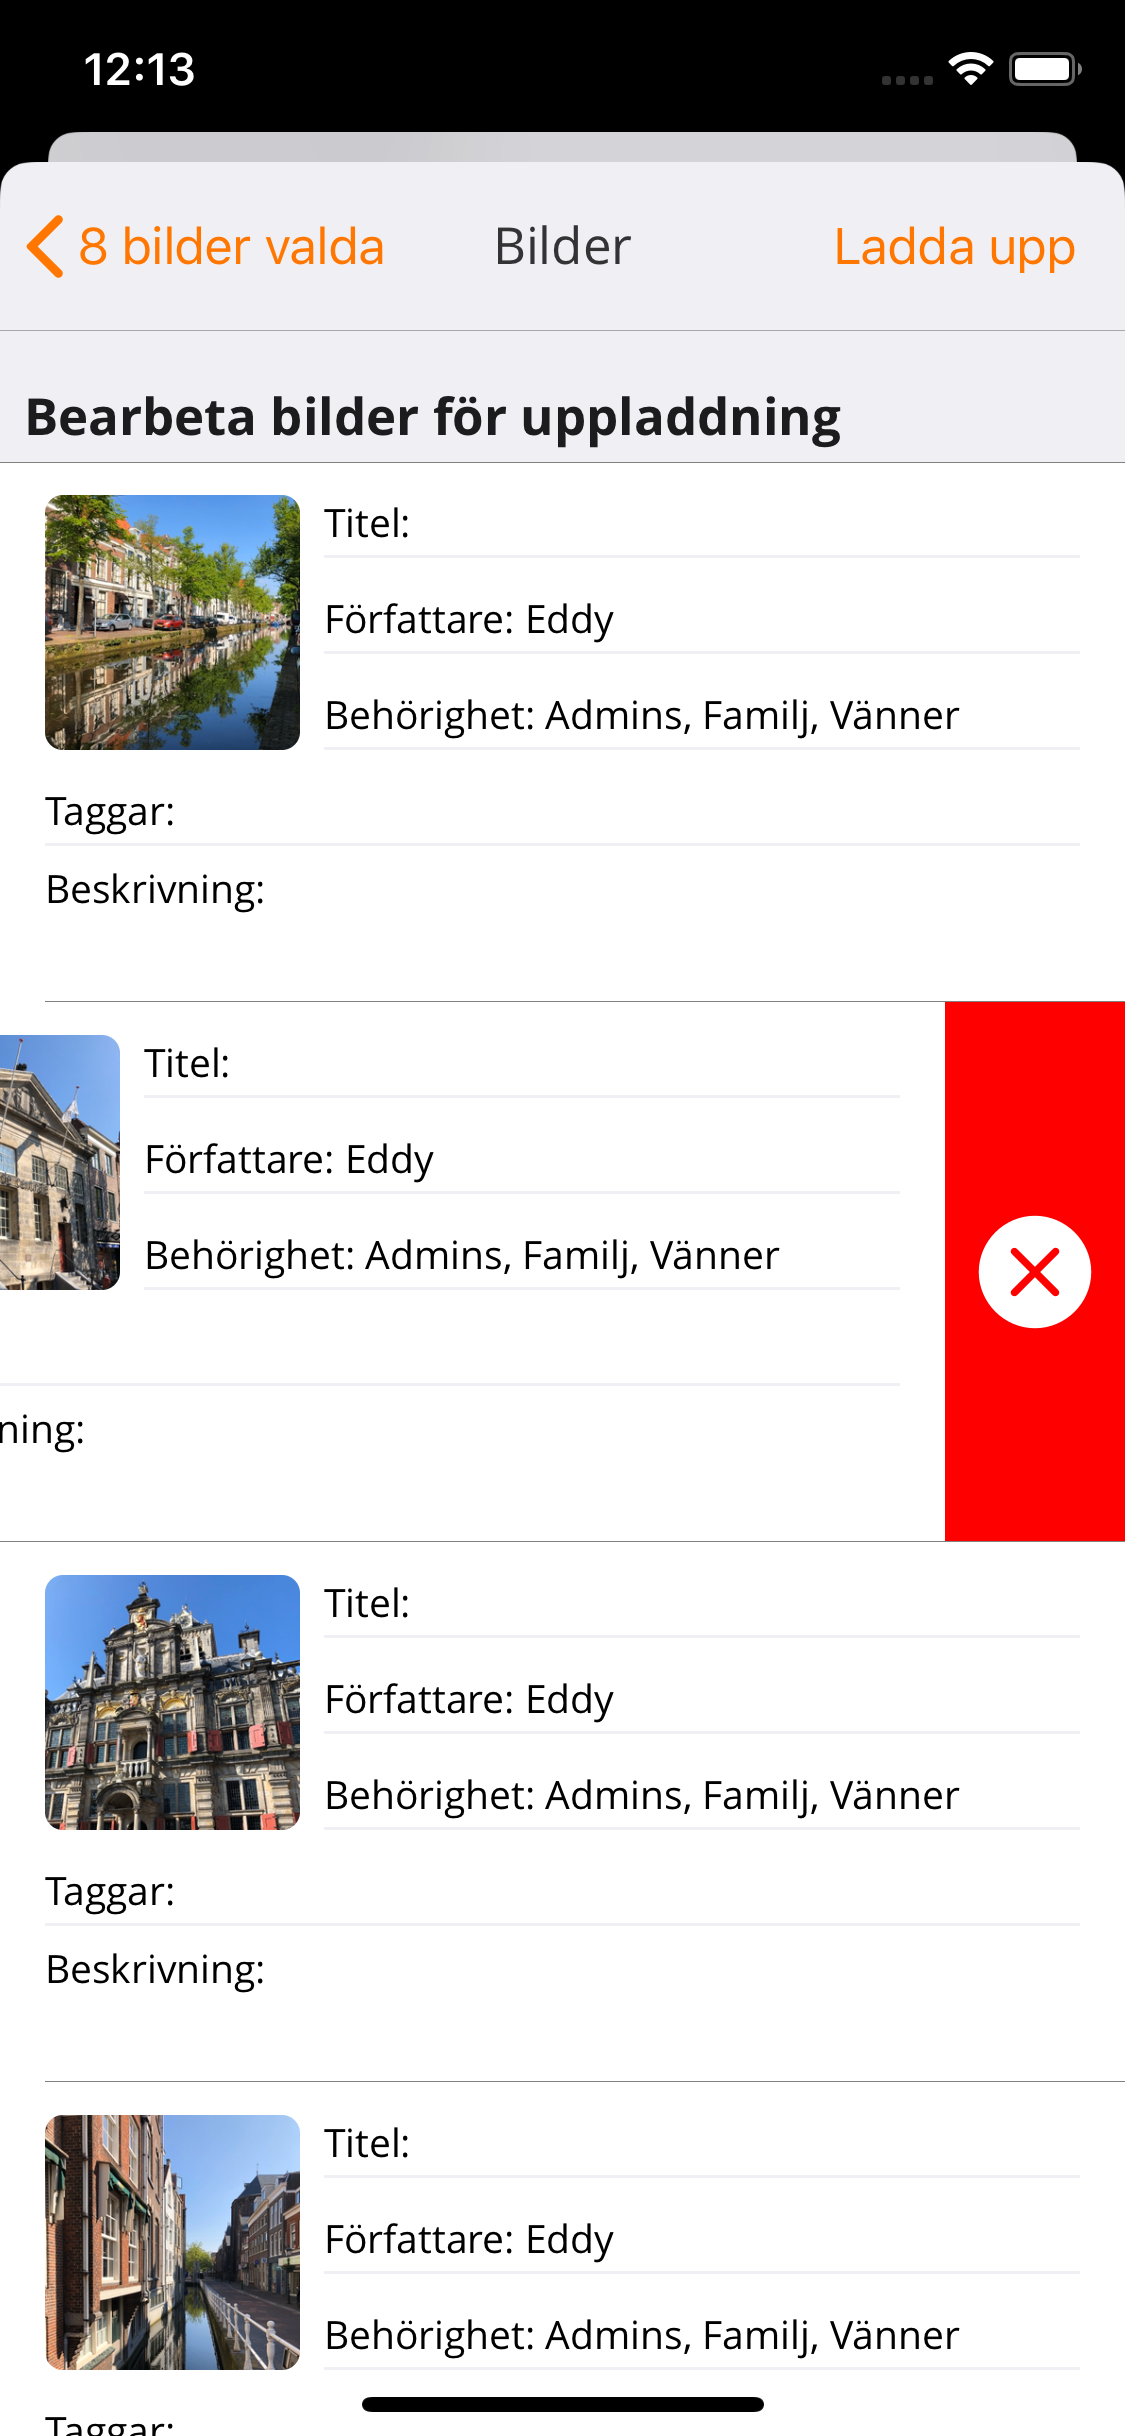 12:13
8 bilder valda Bilder Ladda upp
Bearbeta bilder för uppladdning
Titel:
Författare: Eddy
Behörighet: Admins, Familj, Vänner
Taggar:
Beskrivning:
Titel:
Författare: Eddy
Behörighet: Admins, Familj, Vänner
ning:
Titel:
Författare: Eddy
Behörighet: Admins, Familj, Vänner
Taggar:
Beskrivning:
Titel:
Författare: Eddy
Behörighet: Admins, Familj, Vänner
Taggar: